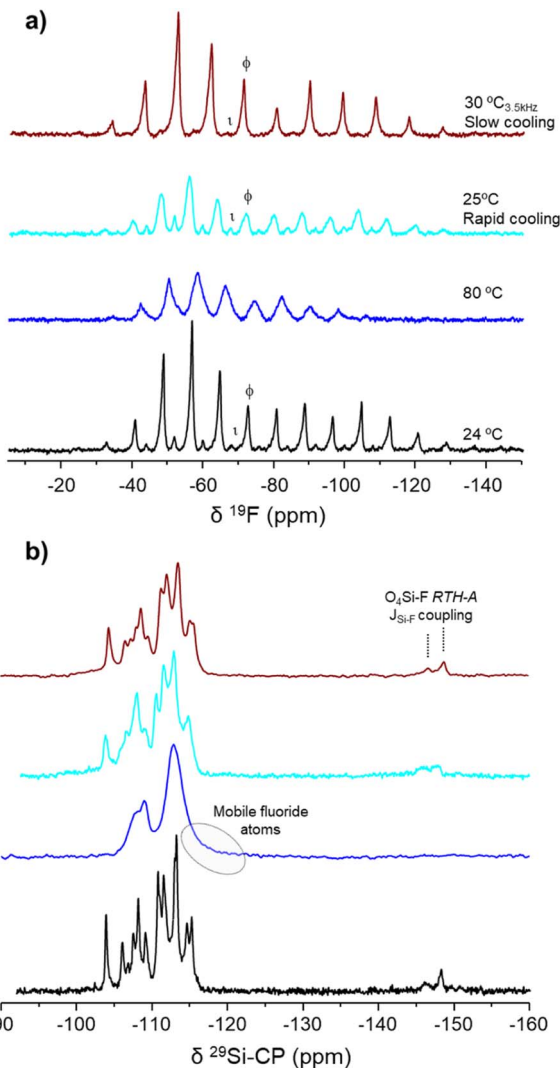 a)
ɸ
30 ºC3.5kHz
Slow cooling
ι
ɸ
25ºC
Rapid cooling
ι
80 ºC
ɸ
ι
24 ºC
-20 -40 -60 -80 -100 -120 -140
δ 19F (ppm)
b)
O4Si-F RTH-A
JSi-F coupling
Mobile fluoride
atoms
90 -100 -110 -120 -130 -140 -150 -160
δ 29Si-CP (ppm)